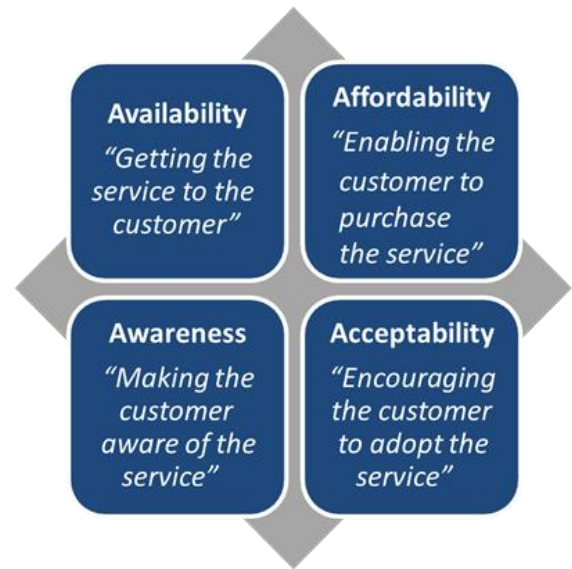 Availability
“Getting the
service to the
customer”
Affordability
“Enabling the
customer to
purchase
the service”
Awareness
“Making the
customer
aware of the
service”
Acceptability
“Encouraging
the customer
to adopt the
service”